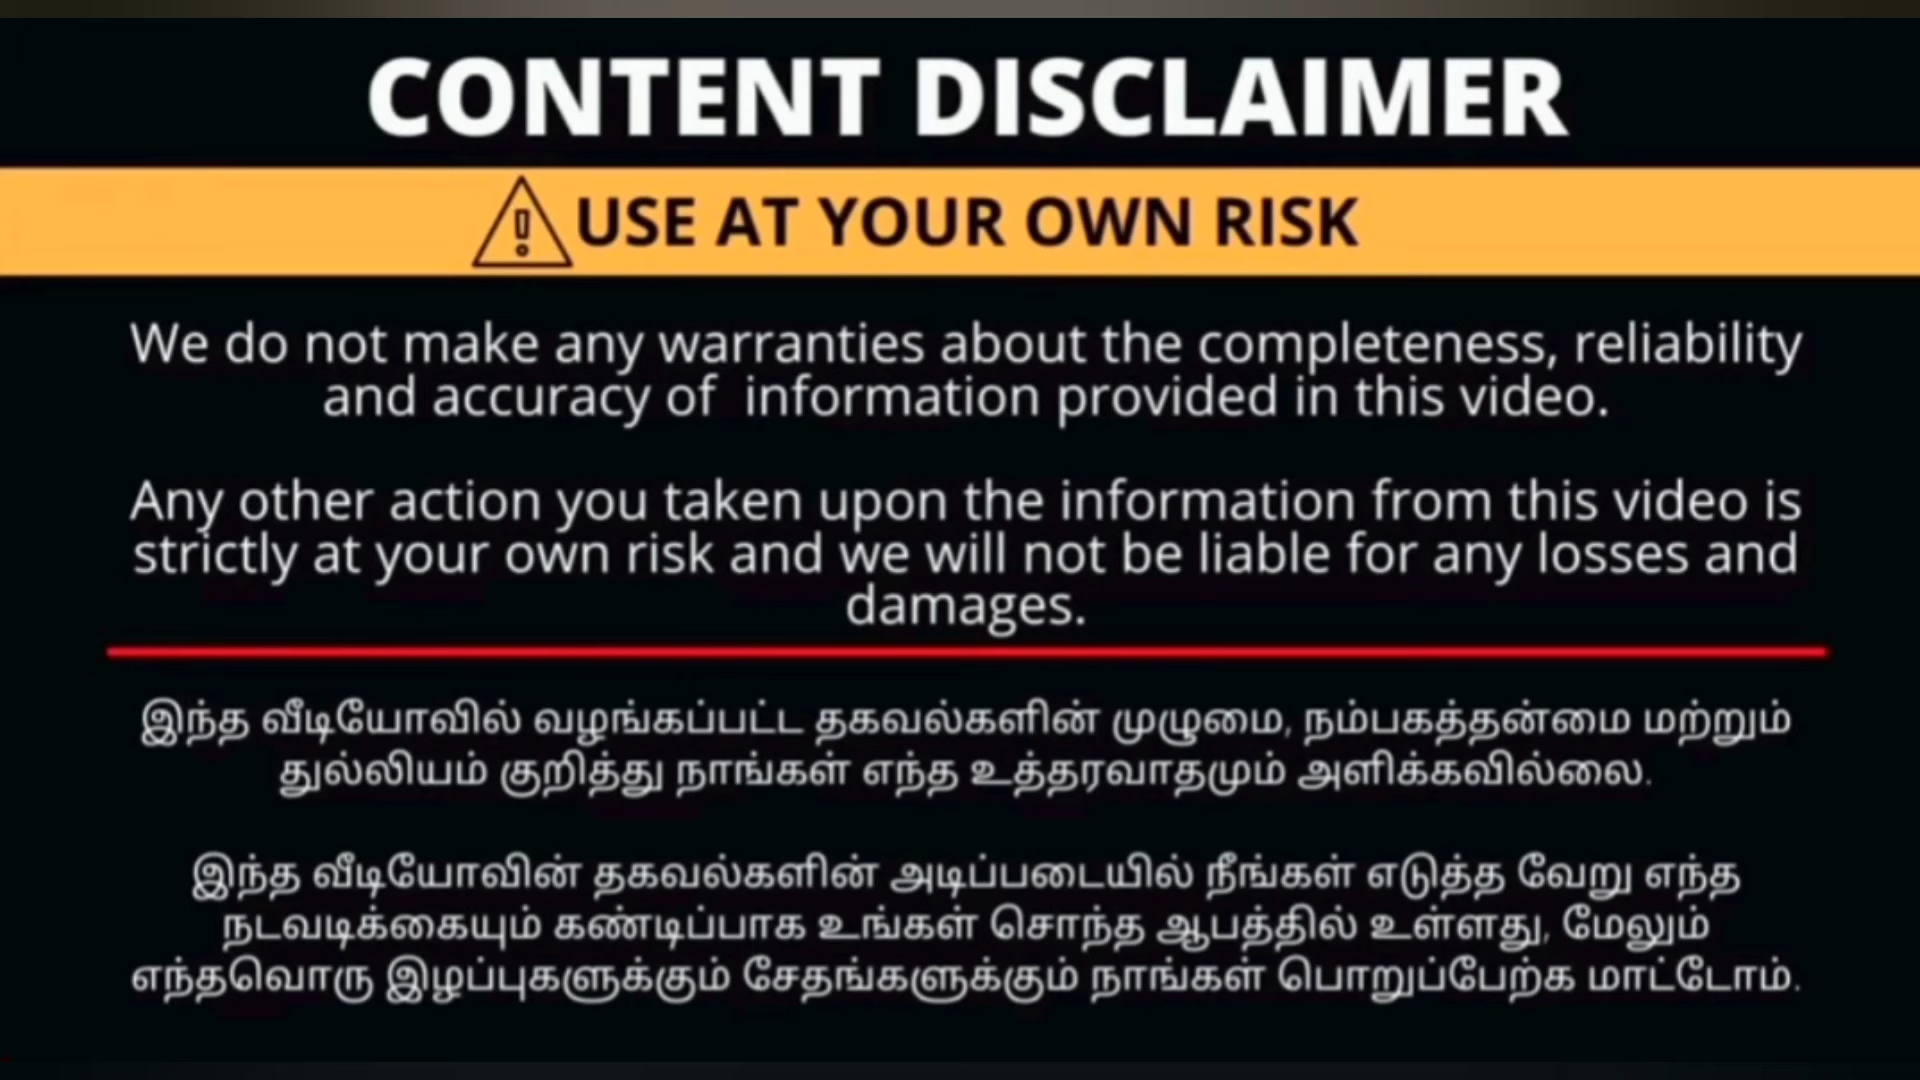 CONTENT DISCLAIMER
USE AT YOUR OWN RISK
We do not make any warranties about the completeness, reliability
and accuracy of information provided in this video.
Any other action you taken upon the information from this video is
strictly at your own risk and we will not be liable for any losses and
damages.
இந்த வீடியோவில் வழங்கப்பட்ட தகவல்களின் முழுமை, நம்பகத்தன்மை மற்றும்
துல்லியம் குறித்து நாங்கள் எந்த உத்தரவாதமும் அளிக்கவில்லை.
இந்த வீடியோவின் தகவல்களின் அடிப்படையில் நீங்கள் எடுத்த வேறு எந்த
நடவடிக்கையும் கண்டிப்பாக உங்கள் சொந்த ஆபத்தில் உள்ளது, மேலும்
எந்தவொரு இழப்புகளுக்கும் சேதங்களுக்கும் நாங்கள் பொறுப்பேற்க மாட்டோம்.